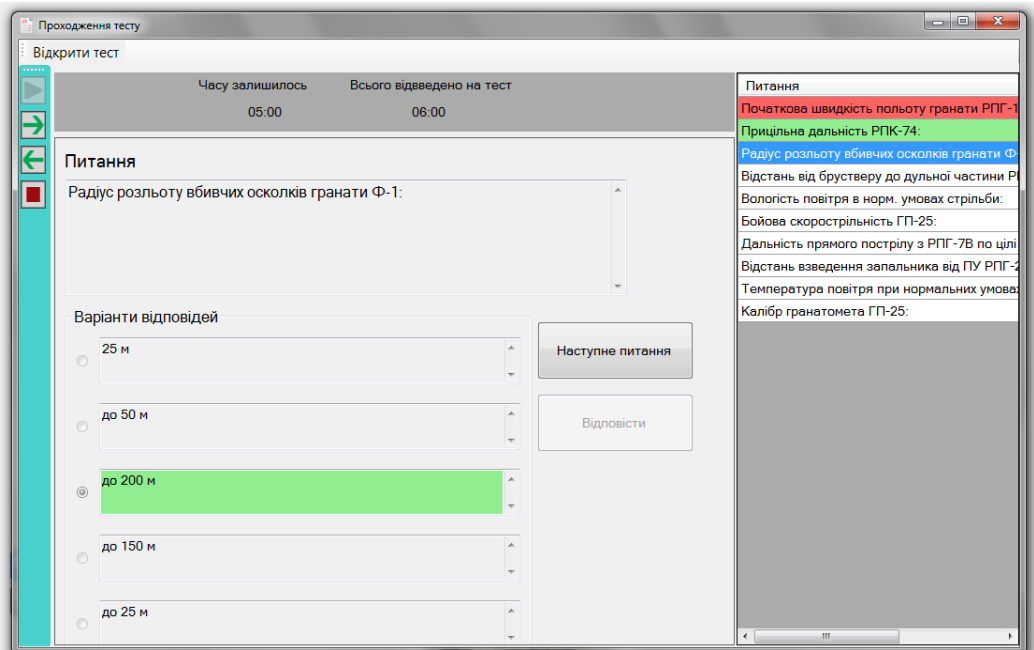 Проходження тесту
Відкрити тест
Часу залишилось
Всього відвведено на тест
05:00
06:00
Питання
Радіус розльоту вбивчих осколків гранати Ф-1:
Варіанти відповідей
25 м
до 50 м
до 200 м
до 150 м
до 25 м
Наступне питання
Відповісти
Питання
Початкова швидкість польоту гранати РПГ-1
Прицільна дальність РПК-74:
Радіус розльоту вбивчих осколків гранати Ф-
Відстань від брустверу до дульної частини
Вологість повітря в норм. умовах стрільби:
Бойова скорострільність ГП-25:
Дальність прямого пострілу з РПГ-7В по цілі
Відстань взведення запальника від ПУ РПГ-2
Температура повітря при нормальних умовах
Калібр гранатомета ГП-25: